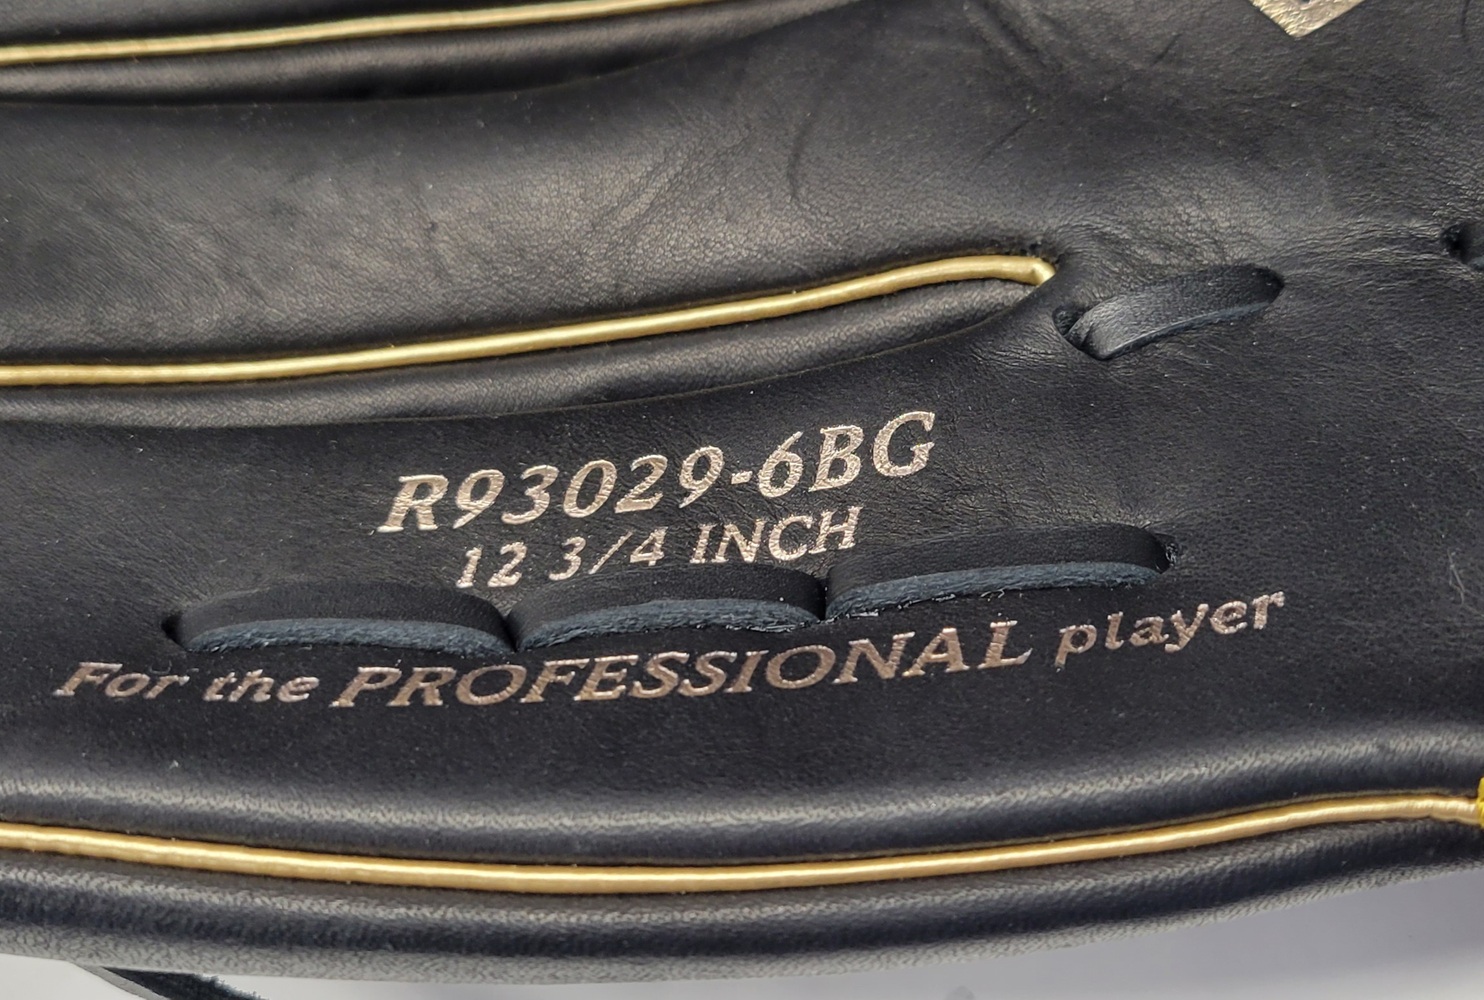 R93029-6BG
12 3/4 INCH
For the PROFESSIONAL player